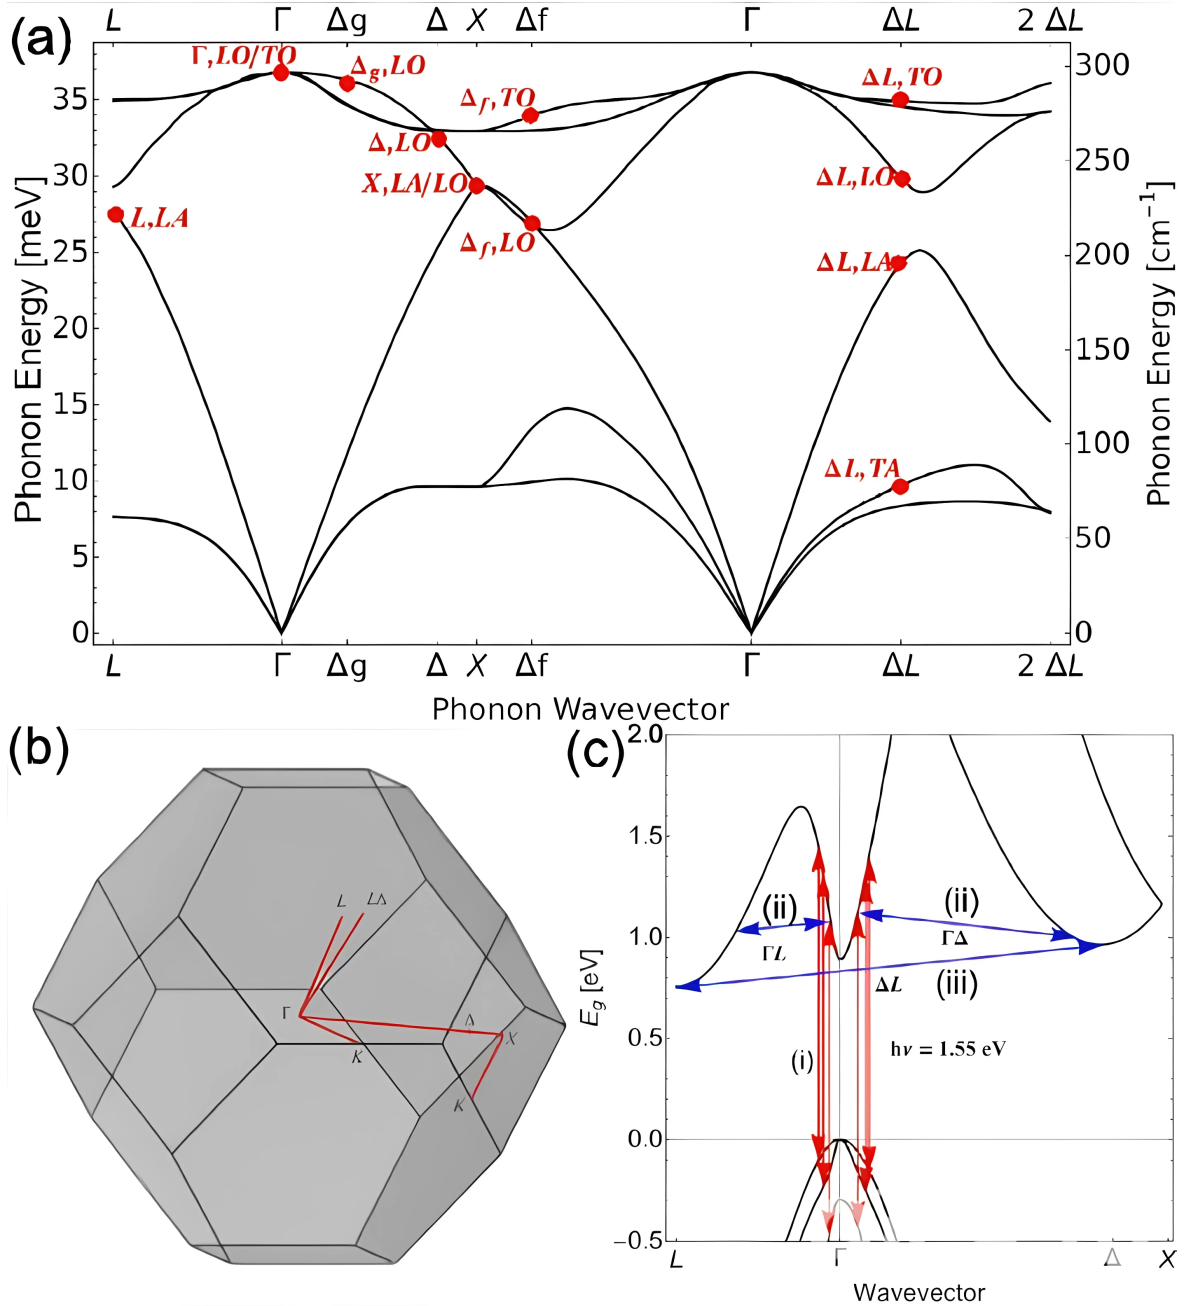 (a)
L Γ Δg Δ X Δf Γ ΔL 2 ΔL
Γ,LO/TO
Δg,LO
Δf,TO
ΔL,TO
Δ,LO
X,LA/LO
ΔL,LO
L,LA
Δf,LO
ΔL,LA
ΔL,TA
35
30
25
20
15
10
5
0
Phonon Energy [meV]
300
250
200
150
100
50
0
Phonon Energy [cm−1]
L Γ Δg Δ X Δf Γ ΔL 2 ΔL
Phonon Wavevector
(b)
L LΔ
Γ
Δ
X
K
K
(c)
2.0
1.5
1.0
0.5
0.0
−0.5
Eg [eV]
(ii)
ΓL
(ii)
ΓΔ
ΔL
(iii)
(i)
hν = 1.55 eV
L Γ Δ X
Wavevector